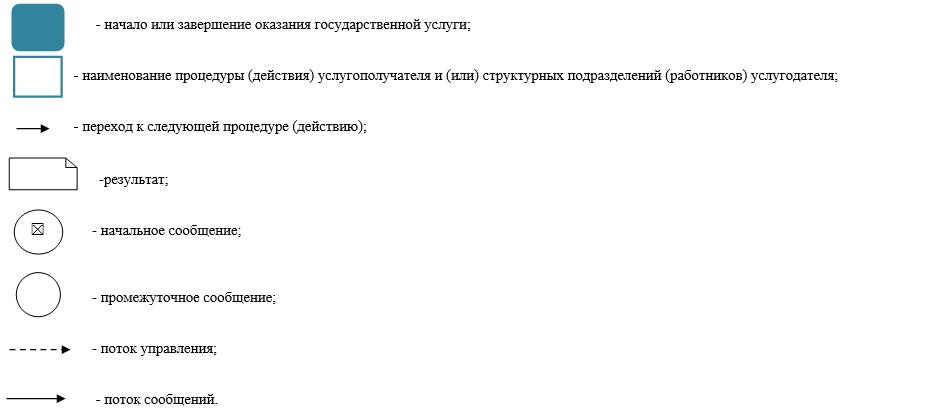 - начало или завершение оказания государственной услуги;
- наименование процедуры (действия) услугополучателя и (или) структурных подразделений (работников) услугодателя;
- переход к следующей процедуре (действию);
-результат;
- начальное сообщение;
- промежуточное сообщение;
- поток управления;
- поток сообщений.